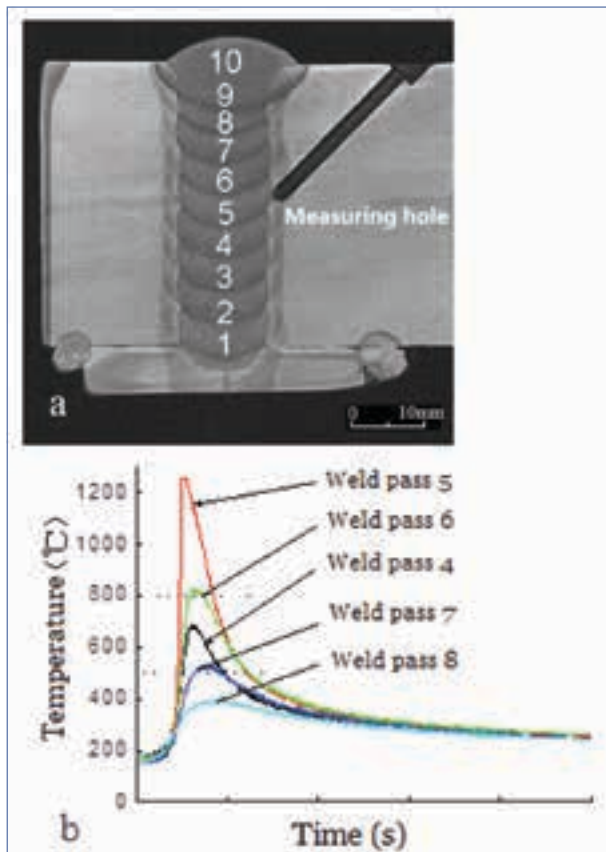 10
9
8
7
6
5
4
3
2
1
Measuring hole
a
0 10mm
Temperature (℃)
1200
1000
800
600
400
200
0
Weld pass 5
Weld pass 6
Weld pass 4
Weld pass 7
Weld pass 8
b
Time (s)